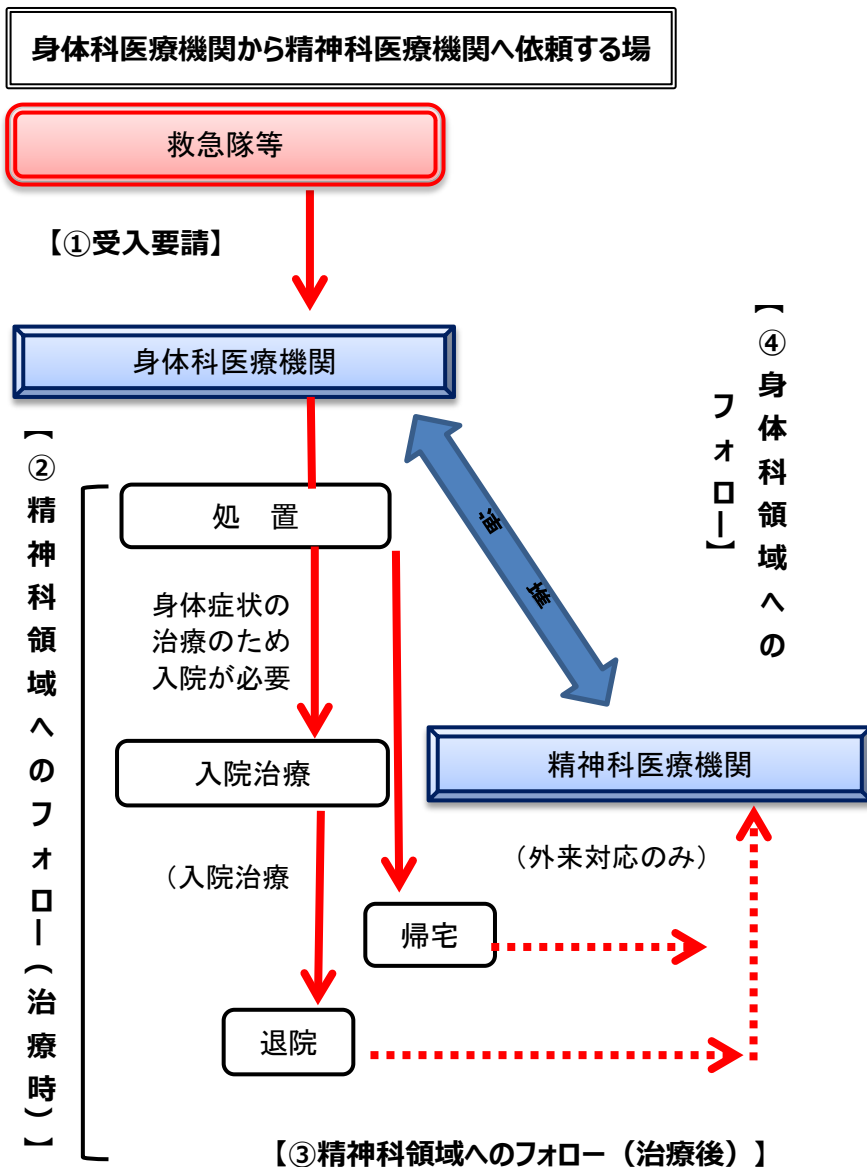 身体科医療機関から精神科医療機関へ依頼する場
救急隊等
【①受入要請】
身体科医療機関
【④身体科領域への
フォロー】
【②精神科領域へのフォロー(治療時)】
処　置
連携
身体症状の
治療のため
入院が必要
入院治療
精神科医療機関
（入院治療
（外来対応のみ）
帰宅
退院
【③精神科領域へのフォロー（治療後）】